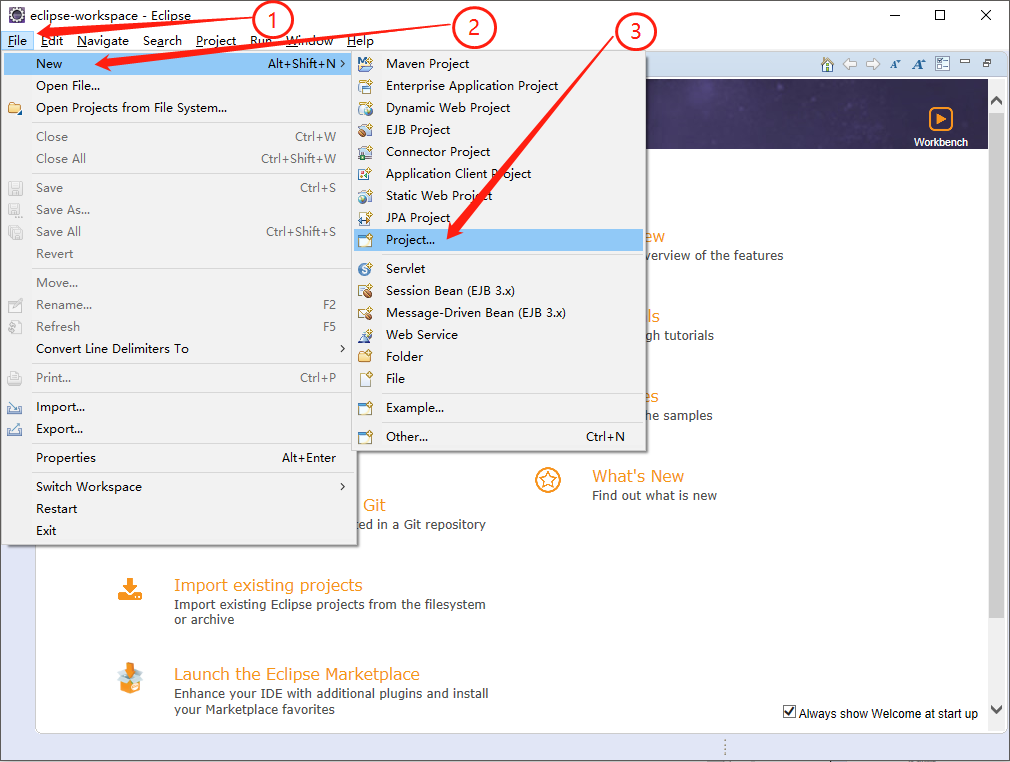 eclipse-workspace - Eclipse
1
2
3
File Edit Navigate Search Project Run Window Help
New Alt+Shift+N
Open File...
Open Projects from File System...
Close Ctrl+W
Close All Ctrl+Shift+W
Save Ctrl+S
Save As...
Save All Ctrl+Shift+S
Revert
Move...
Rename... F2
Refresh F5
Convert Line Delimiters To
Print... Ctrl+P
Import...
Export...
Properties Alt+Enter
Switch Workspace
Restart
Exit
Maven Project
Enterprise Application Project
Dynamic Web Project
EJB Project
Connector Project
Application Client Project
Static Web Project
JPA Project
Project...
Servlet
Session Bean (EJB 3.x)
Message-Driven Bean (EJB 3.x)
Web Service
Folder
File
Example...
Other... Ctrl+N
Workbench
ew
verview of the features
ls
gh tutorials
es
he samples
What's New
Find out what is new
Git
ed in a Git repository
Import existing projects
Import existing Eclipse projects from the filesystem
or archive
Launch the Eclipse Marketplace
Enhance your IDE with additional plugins and install
your Marketplace favorites
Always show Welcome at start up